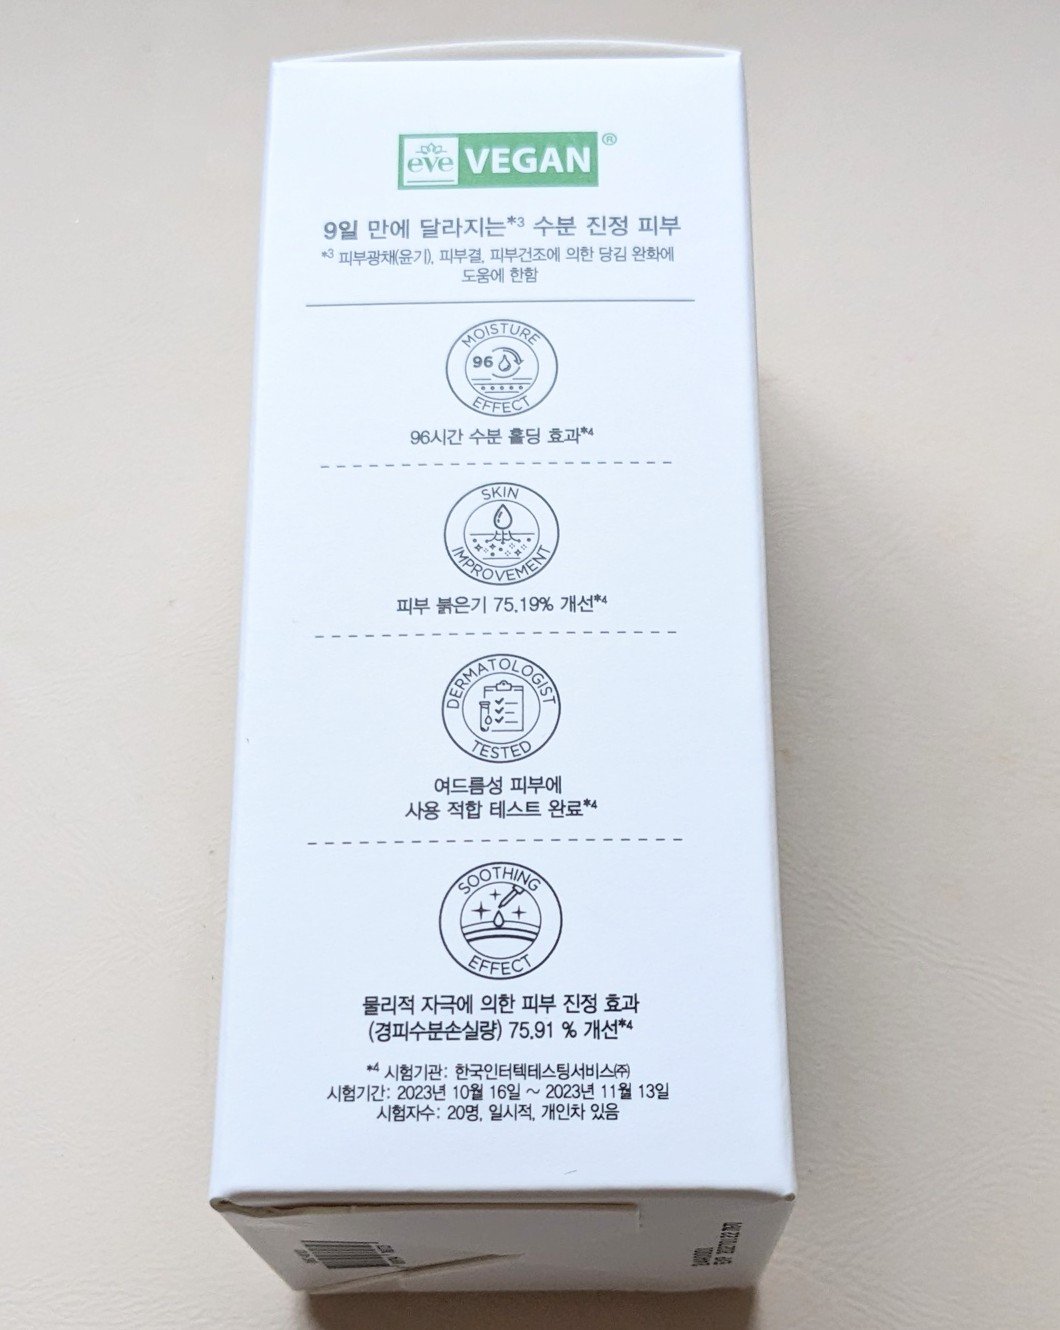 eve VEGAN®
9일 만에 달라지는*3 수분 진정 피부
*3 피부광채(윤기), 피부결, 피부건조에 의한 당김 완화에
도움에 한함
MOISTURE
96
EFFECT
96시간 수분 홀딩 효과*4
SKIN
IMPROVEMENT
피부 붉은기 75.19% 개선*4
DERMATOLOGIST
TESTED
여드름성 피부에
사용 적합 테스트 완료*4
SOOTHING
EFFECT
물리적 자극에 의한 피부 진정 효과
(경피수분손실량) 75.91 % 개선*4
*4 시험기관: 한국인터텍테스팅서비스㈜
시험기간: 2023년 10월 16일 ~ 2023년 11월 13일
시험자수: 20명, 일시적, 개인차 있음